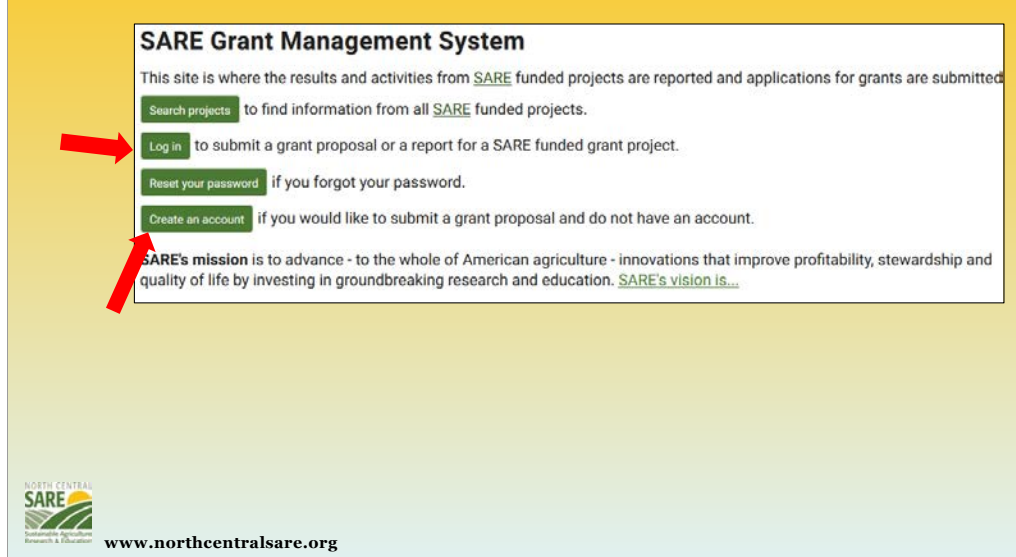 SARE Grant Management System
This site is where the results and activities from SARE funded projects are reported and applications for grants are submitted
Search projects to find information from all SARE funded projects.
Log in to submit a grant proposal or a report for a SARE funded grant project.
Reset your password if you forgot your password.
Create an account if you would like to submit a grant proposal and do not have an account.
SARE's mission is to advance - to the whole of American agriculture - innovations that improve profitability, stewardship and
quality of life by investing in groundbreaking research and education. SARE's vision is...
NORTH CENTRAL
SARE
Sustainable Agriculture
Research & Education
www.northcentralsare.org